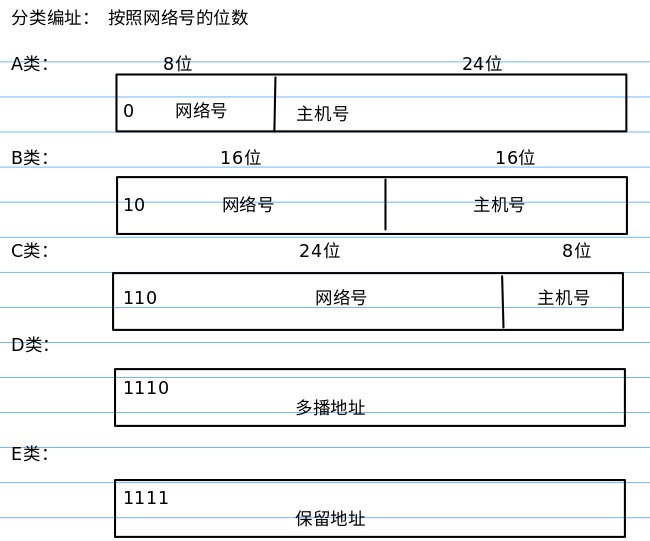 分类编址： 按照网络号的位数
A类： 8位 24位
0 网络号 主机号
B类： 16位 16位
10 网络号 主机号
C类： 24位 8位
110 网络号 主机号
D类：
1110
多播地址
E类：
1111
保留地址